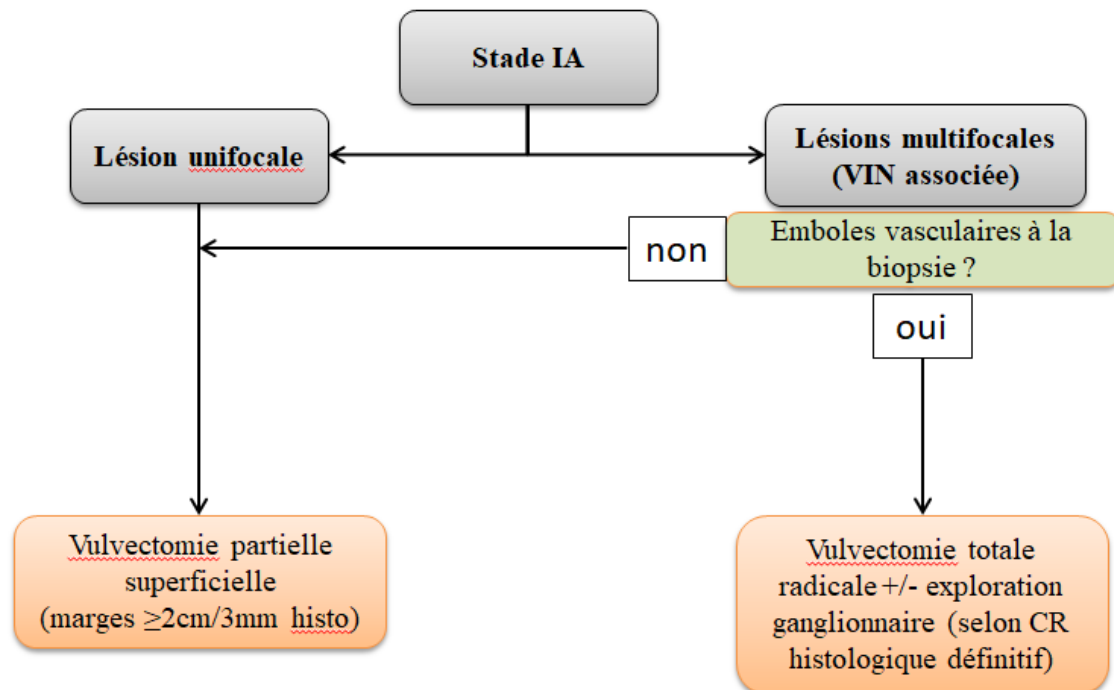 Stade IA
Lésion unifocale
Lésions multifocales
(VIN associée)
non
Emboles vasculaires à la
biopsie ?
oui
Vulvectomie partielle
superficielle
(marges ≥2cm/3mm histo)
Vulvectomie totale
radicale +/- exploration
ganglionnaire (selon CR
histologique définitif)